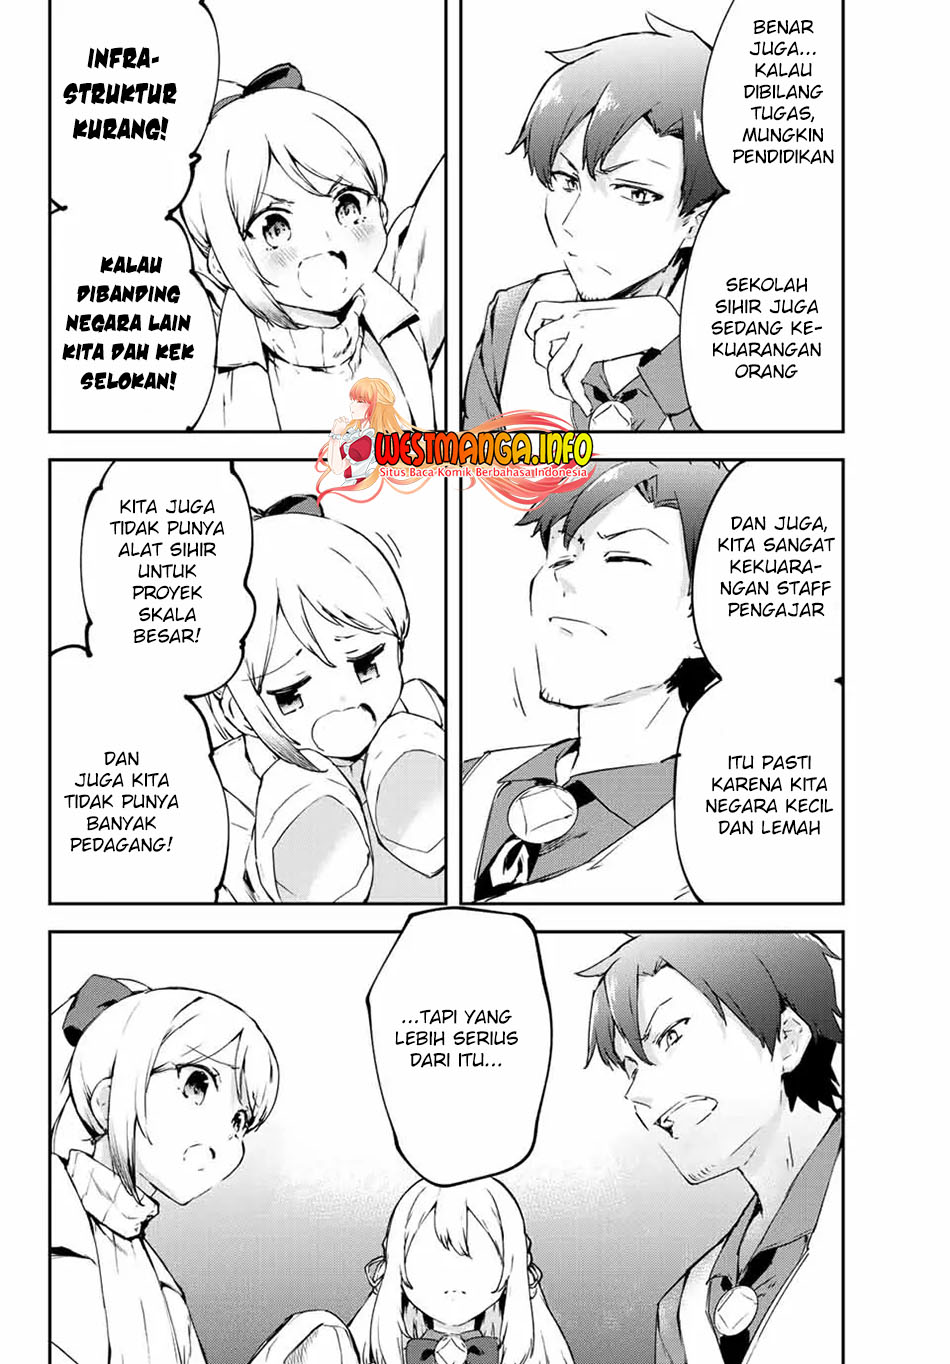 BENAR
JUGA...
KALAU
DIBILANG
TUGAS,
MUNGKIN
PENDIDIKAN
SEKOLAH
SIHIR JUGA
SEDANG KE-
KUARANGAN
ORANG
INFRA-
STRUKTUR
KURANG!
KALAU
DIBANDING
NEGARA LAIN
KITA DAH KEK
SELOKAN!
WESTMANGA.INFO
Situs Baca Komik Berbahasa Indonesia
DAN JUGA,
KITA SANGAT
KEKUARA-
NGAN STAFF
PENGAJAR
ITU PASTI
KARENA KITA
NEGARA KECIL
DAN LEMAH
KITA JUGA
TIDAK PUNYA
ALAT SIHIR
UNTUK
PROYEK
SKALA
BESAR!
DAN
JUGA KITA
TIDAK PUNYA
BANYAK
PEDAGANG!
...TAPI YANG
LEBIH SERIUS
DARI ITU...